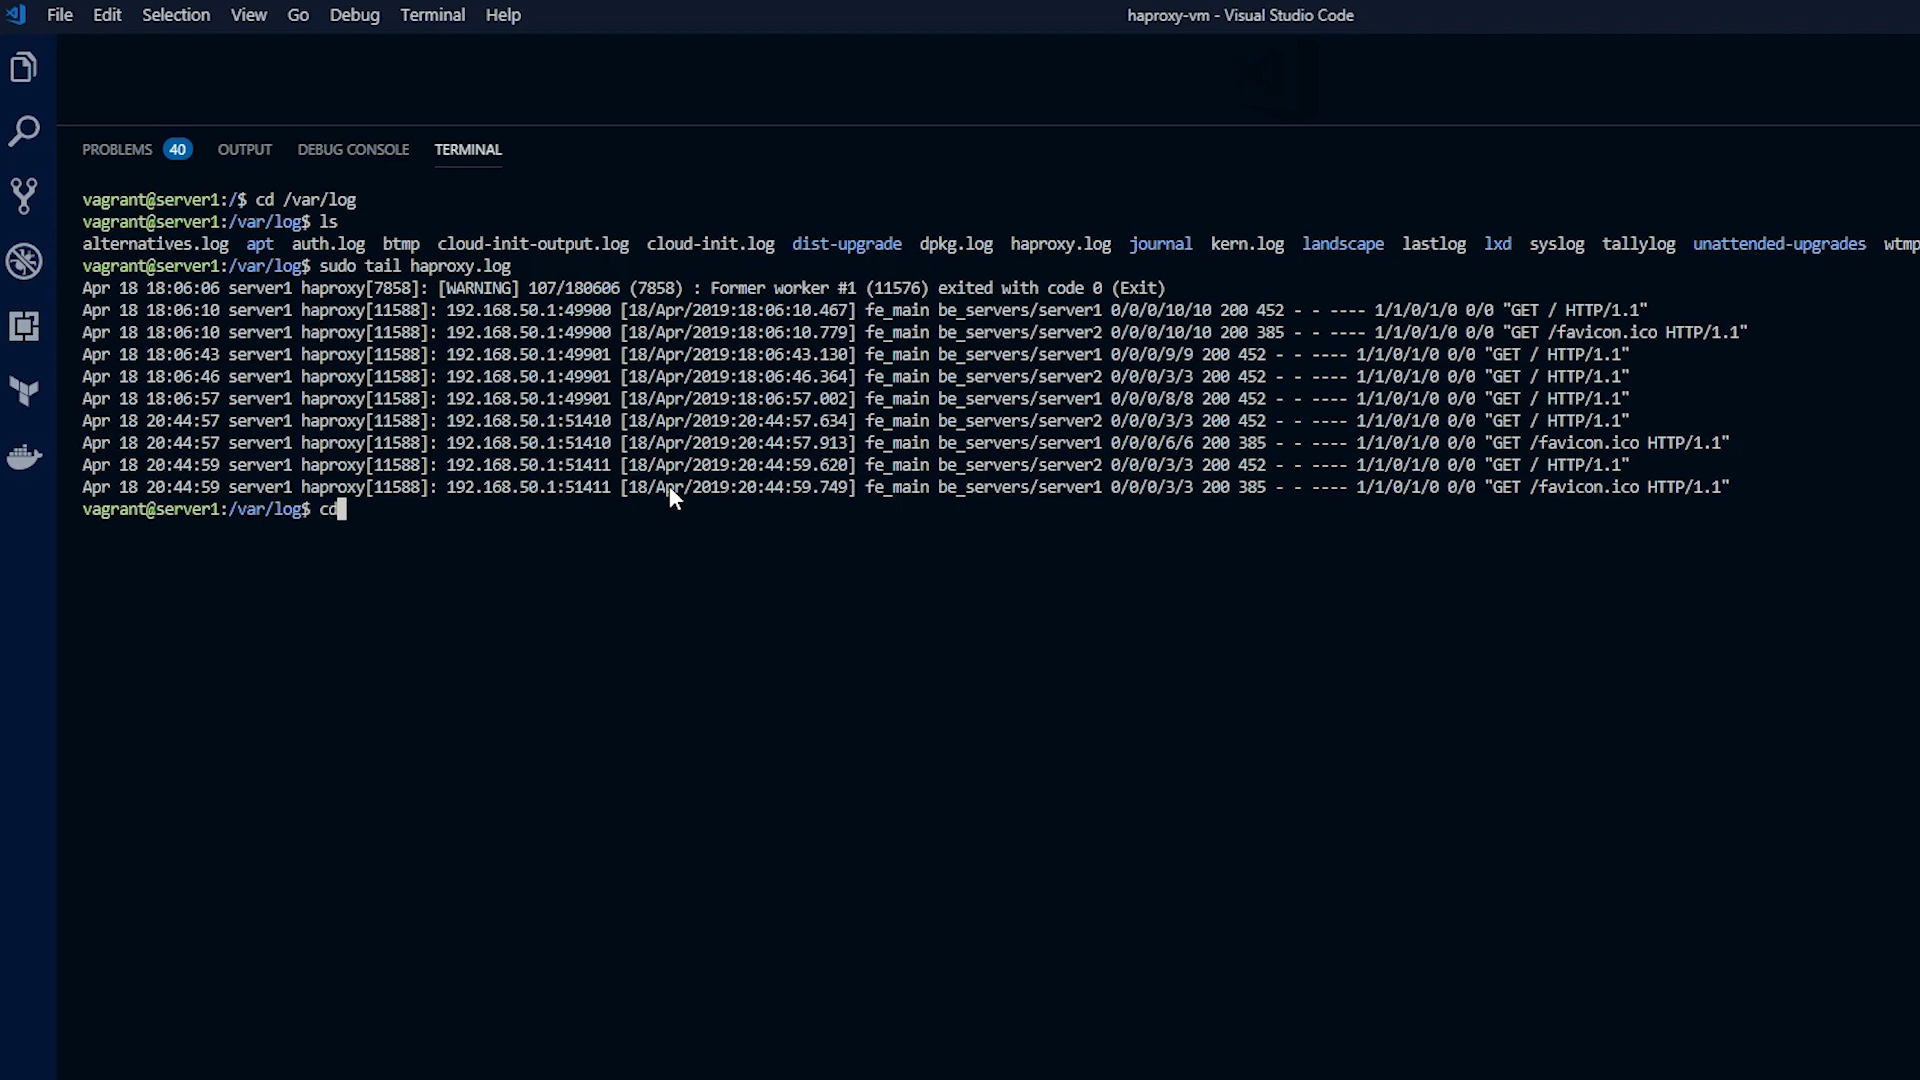 File Edit Selection View Go Debug Terminal Help
haproxy-vm - Visual Studio Code
PROBLEMS 40 OUTPUT DEBUG CONSOLE TERMINAL
vagrant@server1:/$ cd /var/log
vagrant@server1:/var/log$ ls
alternatives.log apt auth.log btmp cloud-init-output.log cloud-init.log dist-upgrade dpkg.log haproxy.log journal kern.log landscape lastlog lxd syslog tallylog unattended-upgrades wtmp
vagrant@server1:/var/log$ sudo tail haproxy.log
Apr 18 18:06:06 server1 haproxy[7858]: [WARNING] 107/180606 (7858) : Former worker #1 (11576) exited with code 0 (Exit)
Apr 18 18:06:10 server1 haproxy[11588]: 192.168.50.1:49900 [18/Apr/2019:18:06:10.467] fe_main be_servers/server1 0/0/0/10/10 200 452 - - ---- 1/1/0/1/0 0/0 "GET / HTTP/1.1"
Apr 18 18:06:10 server1 haproxy[11588]: 192.168.50.1:49900 [18/Apr/2019:18:06:10.779] fe_main be_servers/server2 0/0/0/10/10 200 385 - - ---- 1/1/0/1/0 0/0 "GET /favicon.ico HTTP/1.1"
Apr 18 18:06:43 server1 haproxy[11588]: 192.168.50.1:49901 [18/Apr/2019:18:06:43.130] fe_main be_servers/server1 0/0/0/9/9 200 452 - - ---- 1/1/0/1/0 0/0 "GET / HTTP/1.1"
Apr 18 18:06:46 server1 haproxy[11588]: 192.168.50.1:49901 [18/Apr/2019:18:06:46.364] fe_main be_servers/server2 0/0/0/3/3 200 452 - - ---- 1/1/0/1/0 0/0 "GET / HTTP/1.1"
Apr 18 18:06:57 server1 haproxy[11588]: 192.168.50.1:49901 [18/Apr/2019:18:06:57.002] fe_main be_servers/server1 0/0/0/8/8 200 452 - - ---- 1/1/0/1/0 0/0 "GET / HTTP/1.1"
Apr 18 20:44:57 server1 haproxy[11588]: 192.168.50.1:51410 [18/Apr/2019:20:44:57.634] fe_main be_servers/server2 0/0/0/3/3 200 452 - - ---- 1/1/0/1/0 0/0 "GET / HTTP/1.1"
Apr 18 20:44:57 server1 haproxy[11588]: 192.168.50.1:51410 [18/Apr/2019:20:44:57.913] fe_main be_servers/server1 0/0/0/6/6 200 385 - - ---- 1/1/0/1/0 0/0 "GET /favicon.ico HTTP/1.1"
Apr 18 20:44:59 server1 haproxy[11588]: 192.168.50.1:51411 [18/Apr/2019:20:44:59.620] fe_main be_servers/server2 0/0/0/3/3 200 452 - - ---- 1/1/0/1/0 0/0 "GET / HTTP/1.1"
Apr 18 20:44:59 server1 haproxy[11588]: 192.168.50.1:51411 [18/Apr/2019:20:44:59.749] fe_main be_servers/server1 0/0/0/3/3 200 385 - - ---- 1/1/0/1/0 0/0 "GET /favicon.ico HTTP/1.1"
vagrant@server1:/var/log$ cd